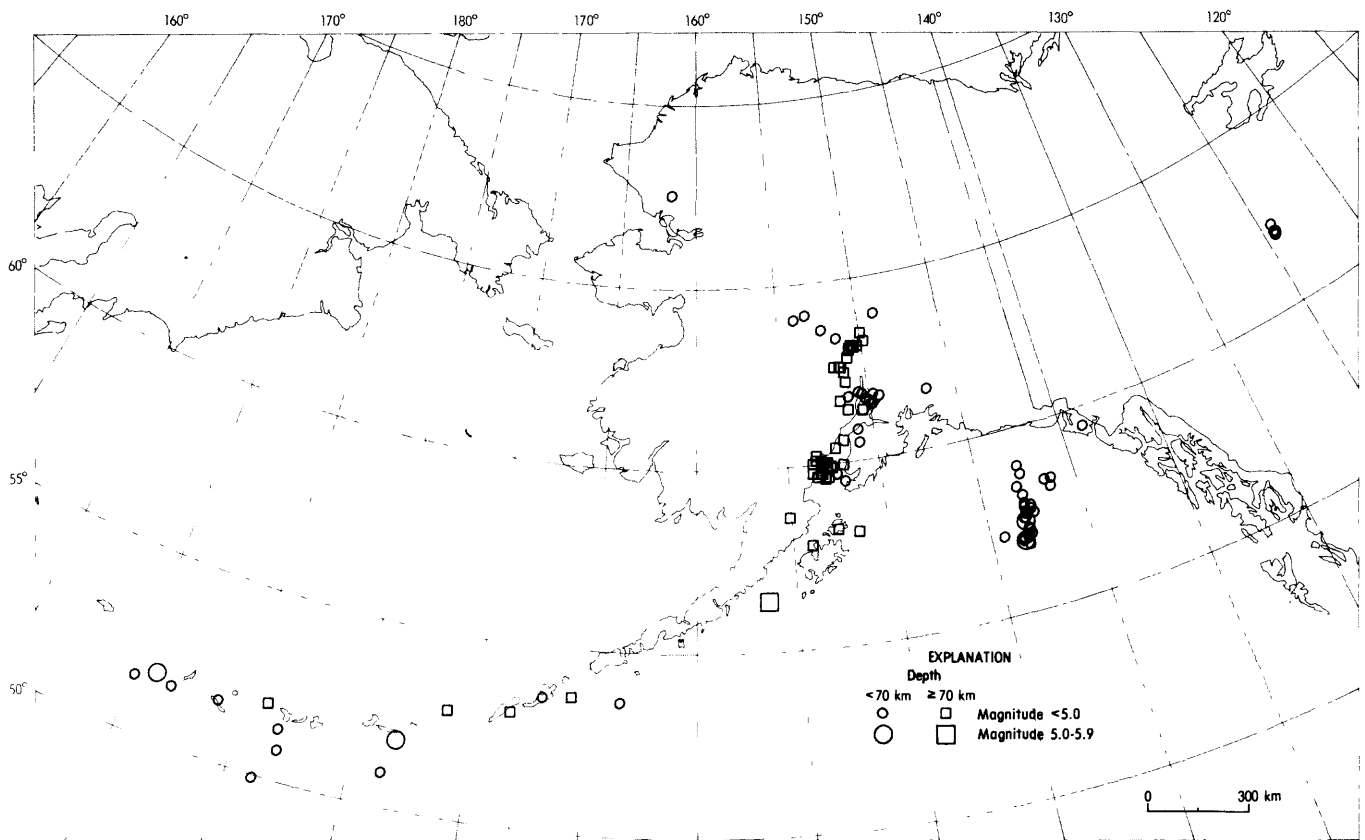 160° 170° 180° 170° 160° 150° 140° 130° 120°
60°
55°
50°
EXPLANATION
Depth
<70 km ≥70 km
Magnitude <5.0
Magnitude 5.0-5.9
0 300 km